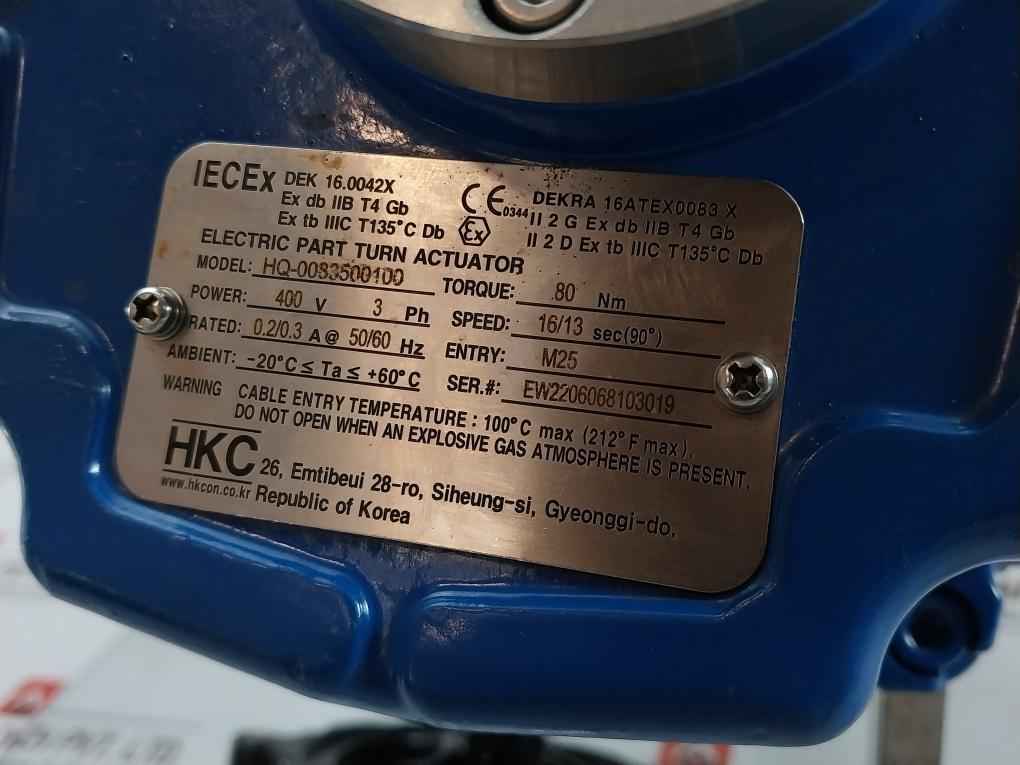 IECEx DEK 16.0042X
Ex db IIB T4 Gb
Ex tb IIIC T135°C Db
CE 0344 Ex
DEKRA 16ATEX0083 X
II 2 G Ex db IIB T4 Gb
II 2 D Ex tb IIIC T135°C Db
ELECTRIC PART TURN ACTUATOR
MODEL: HQ-0083500100 TORQUE: 80 Nm
POWER: 400 V 3 Ph SPEED: 16/13 sec(90°)
RATED: 0.2/0.3 A@ 50/60 Hz ENTRY: M25
AMBIENT: -20°C ≤ Ta ≤ +60°C SER.#: EW2206068103019
WARNING CABLE ENTRY TEMPERATURE : 100°C max (212°F max).
DO NOT OPEN WHEN AN EXPLOSIVE GAS ATMOSPHERE IS PRESENT.
HKC 26, Emtibeui 28-ro, Siheung-si, Gyeonggi-do,
www.hkcon.co.kr Republic of Korea